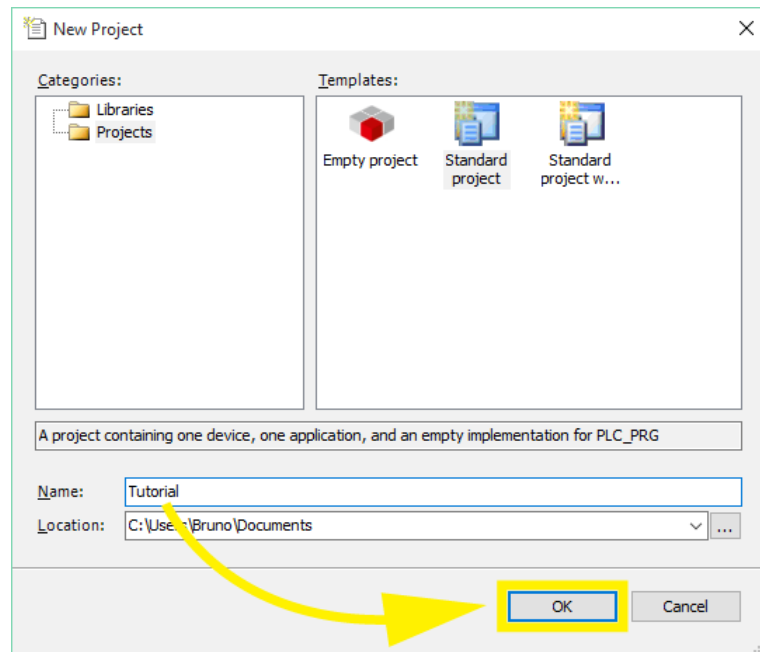 New Project
Categories:
Templates:
Libraries
Projects
Empty project
Standard
project
Standard
project w...
A project containing one device, one application, and an empty implementation for PLC_PRG
Name:
Tutorial
Location:
C:\Users\Bruno\Documents
...
OK
Cancel